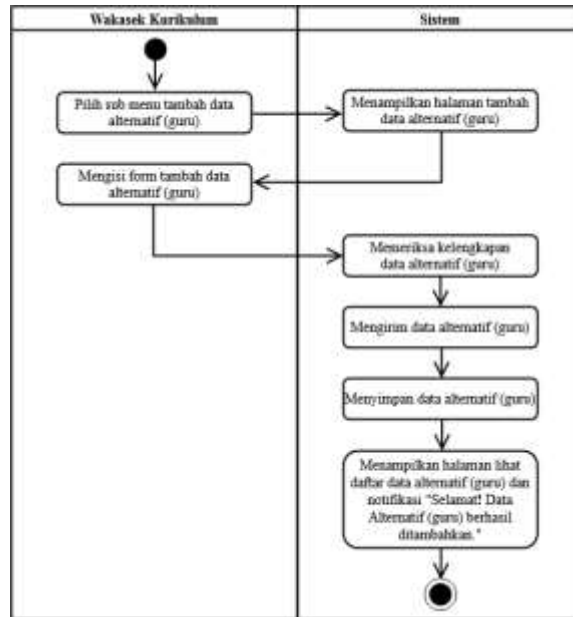 Wakasek Kurikulum
Sistem
Pilih sub menu tambah data
alternatif (guru)
Menampilkan halaman tambah
data alternatif (guru)
Mengisi form tambah data
alternatif (guru)
Memeriksa kelengkapan
data alternatif (guru)
Mengirim data alternatif (guru)
Menyimpan data alternatif (guru)
Menampilkan halaman lihat
daftar data alternatif (guru) dan
notifikasi "Selamat! Data
Alternatif (guru) berhasil
ditambahkan."